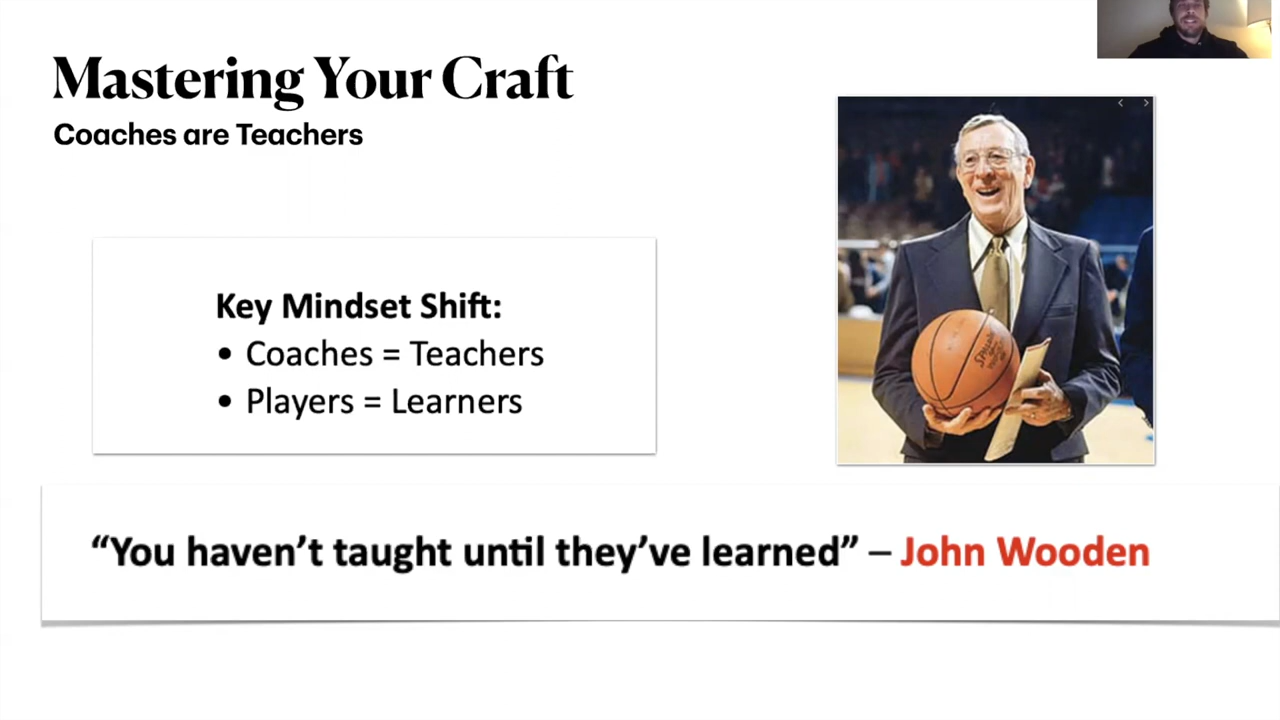 Mastering Your Craft
Coaches are Teachers
Key Mindset Shift:
• Coaches = Teachers
• Players = Learners
SPALDING
“You haven’t taught until they’ve learned” – John Wooden